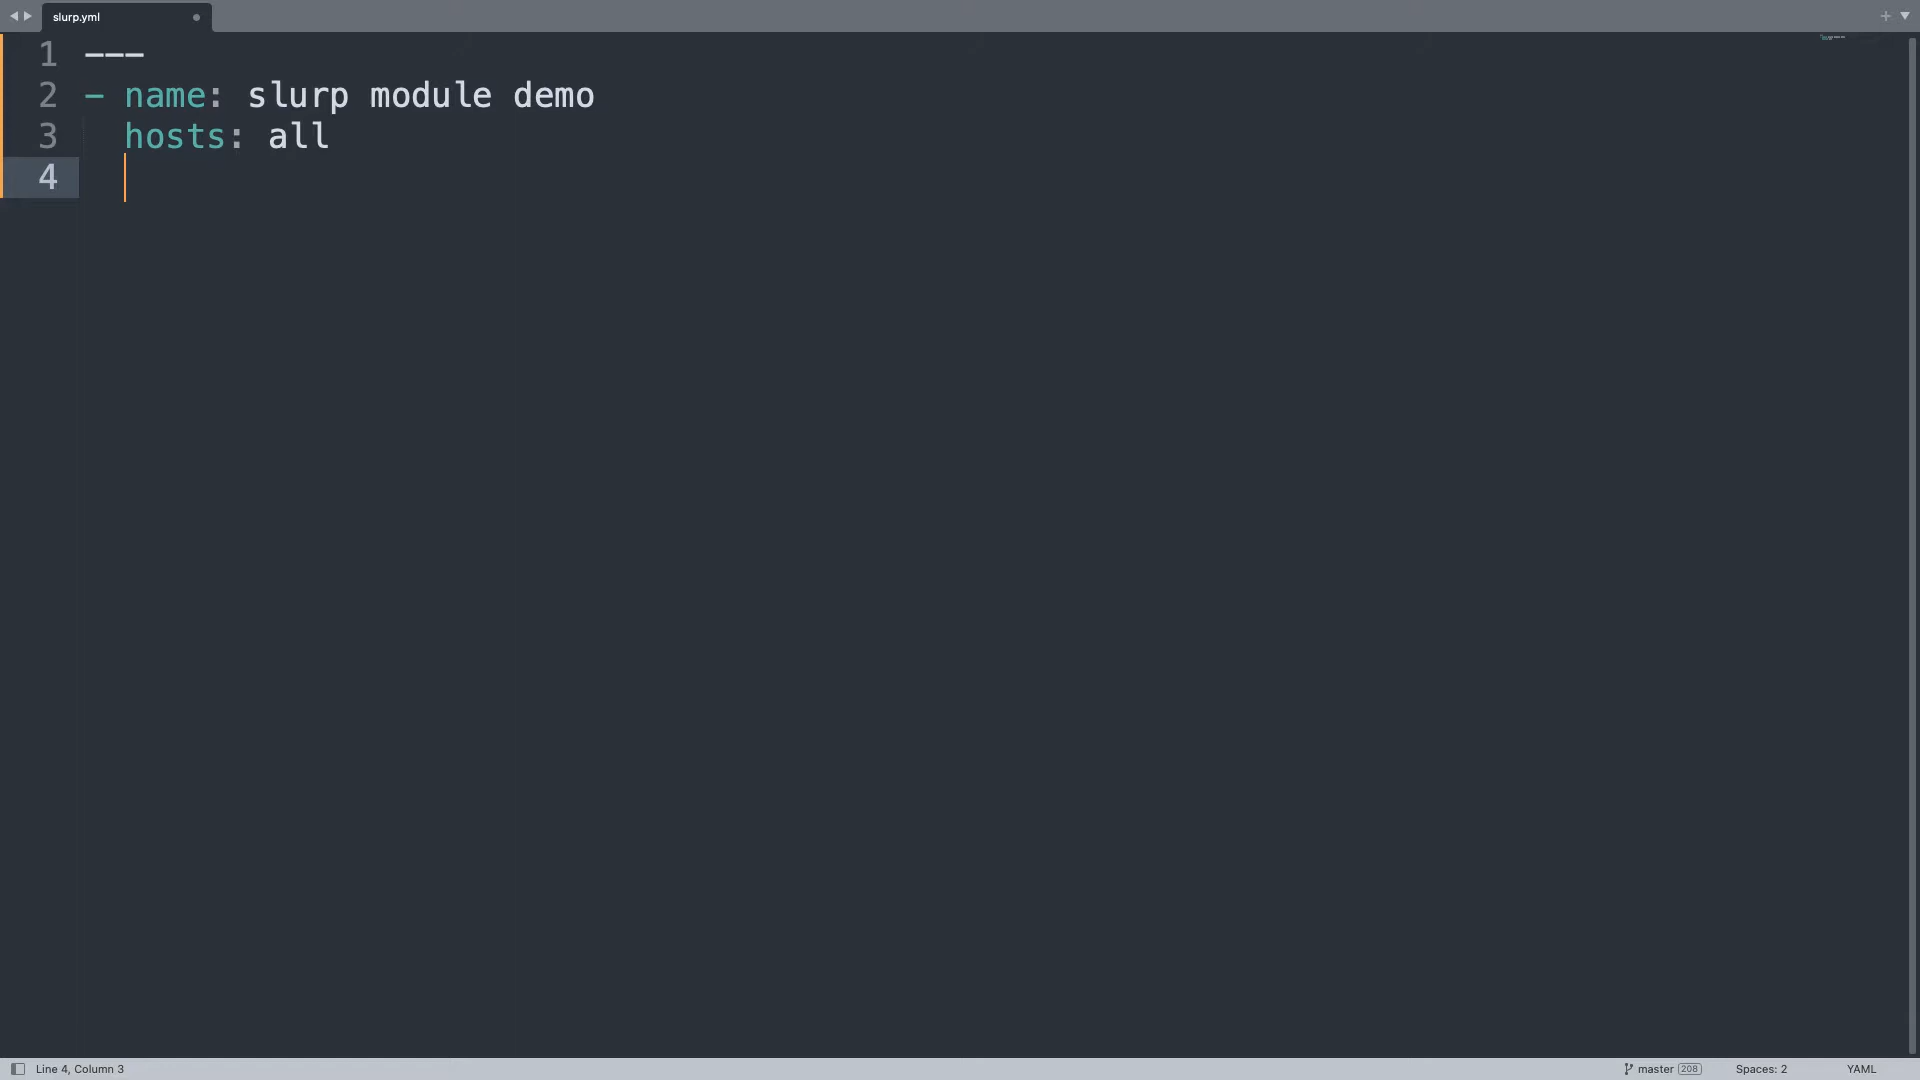 slurp.yml
1 ---
2 - name: slurp module demo
3   hosts: all
4
Line 4, Column 3
master 208
Spaces: 2
YAML